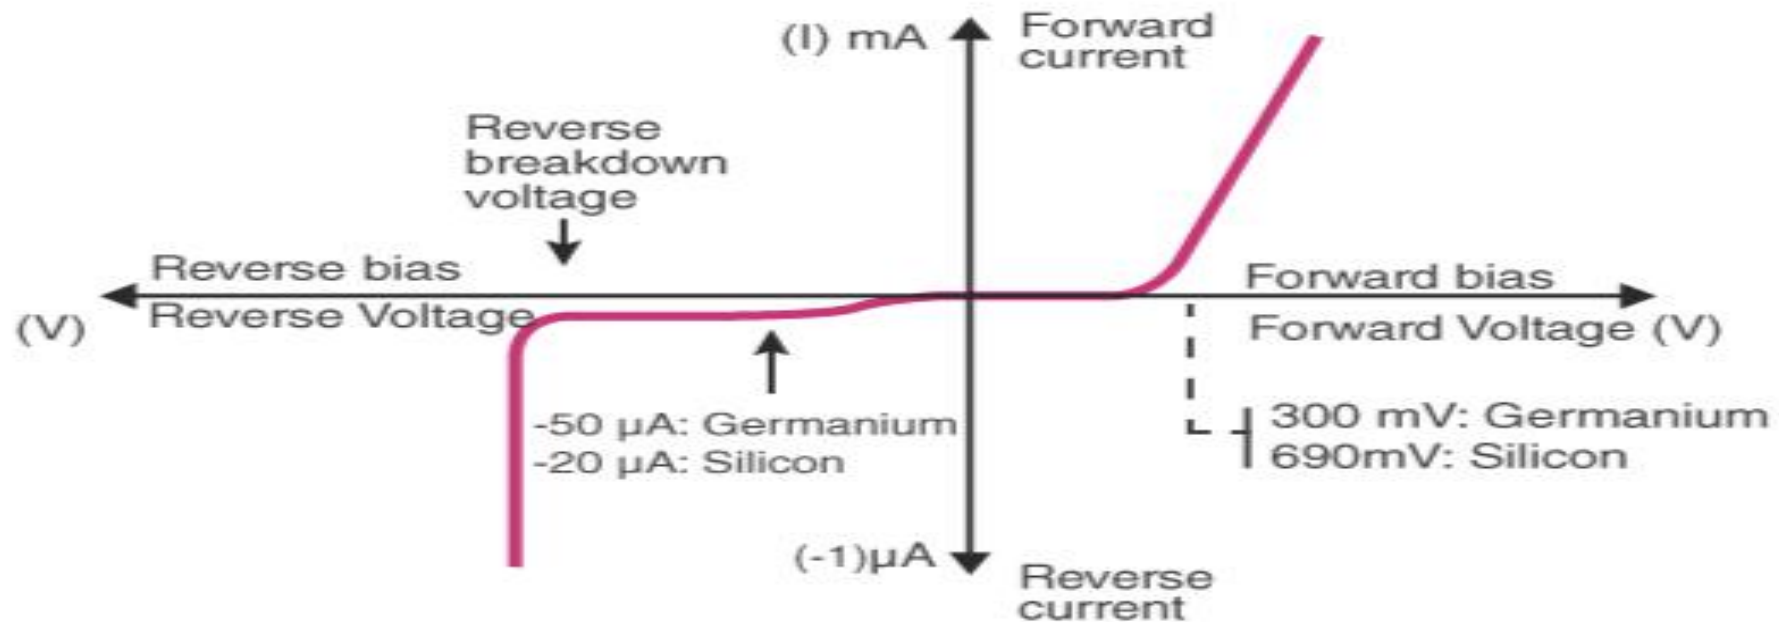 (I) mA
Forward
current
Reverse
breakdown
voltage
Reverse bias
Forward bias
(V)
Reverse Voltage
Forward Voltage (V)
-50 µA: Germanium
-20 µA: Silicon
300 mV: Germanium
690mV: Silicon
(-1)µA
Reverse
current